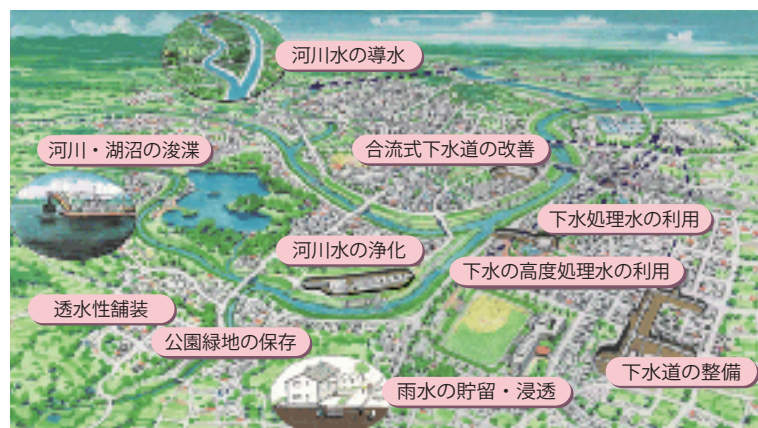 河川水の導水
河川・湖沼の浚渫
合流式下水道の改善
下水処理水の利用
河川水の浄化
下水の高度処理水の利用
透水性舗装
公園緑地の保存
下水道の整備
雨水の貯留・浸透